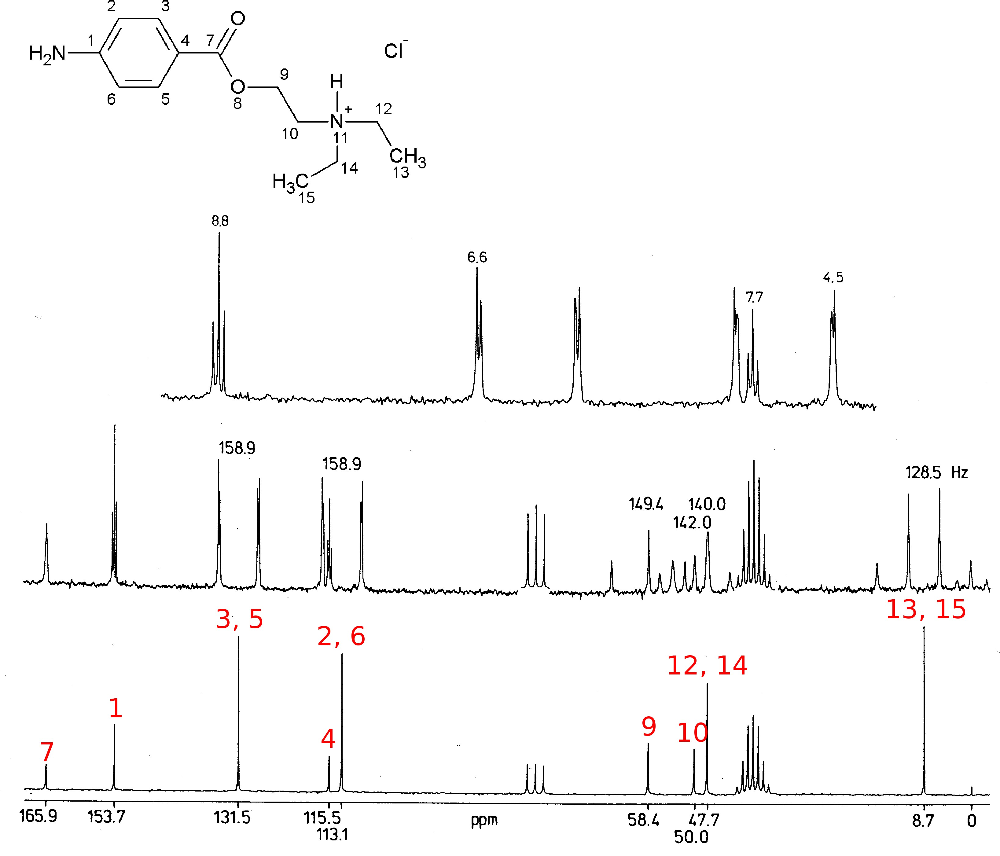 2 3
O
Cl-
1 4 7
H2N
9
H
6 5
O
8
N+
12
10
11
CH3
13
14
H3C
15
8.8
6.6
4.5
7.7
158.9
158.9
128.5 Hz
149.4 140.0
142.0
3, 5
13, 15
2, 6
12, 14
1
9
10
4
7
165.9 153.7 131.5 115.5 ppm 58.4 47.7 8.7 0
113.1 50.0